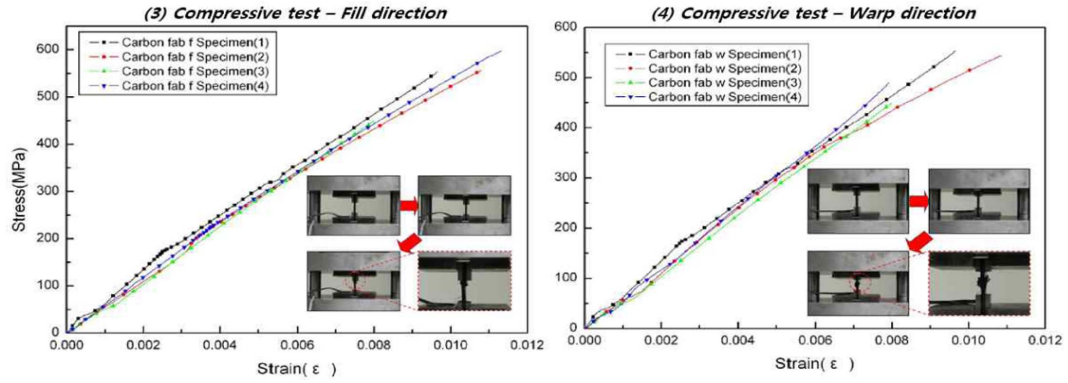 (3) Compressive test – Fill direction
600
500
400
300
200
100
0
Stress(MPa)
Carbon fab f Specimen(1)
Carbon fab f Specimen(2)
Carbon fab f Specimen(3)
Carbon fab f Specimen(4)
0.000 0.002 0.004 0.006 0.008 0.010 0.012
Strain( ε )
(4) Compressive test – Warp direction
600
500
400
300
200
100
0
Carbon fab w Specimen(1)
Carbon fab w Specimen(2)
Carbon fab w Specimen(3)
Carbon fab w Specimen(4)
0.000 0.002 0.004 0.006 0.008 0.010 0.012
Strain( ε )